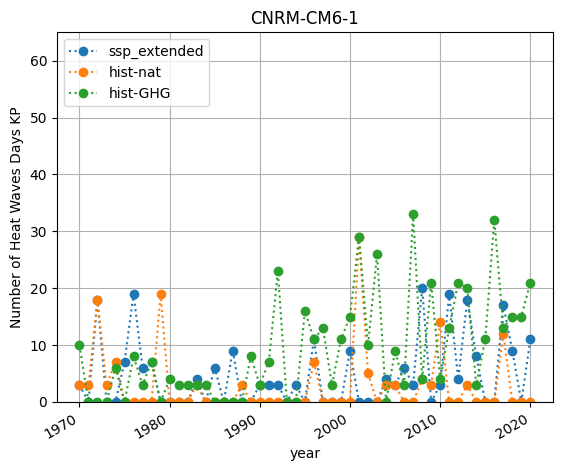 CNRM-CM6-1
ssp_extended
hist-nat
hist-GHG
Number of Heat Waves Days KP
60
50
40
30
20
10
0
1970
1980
1990
2000
2010
2020
year